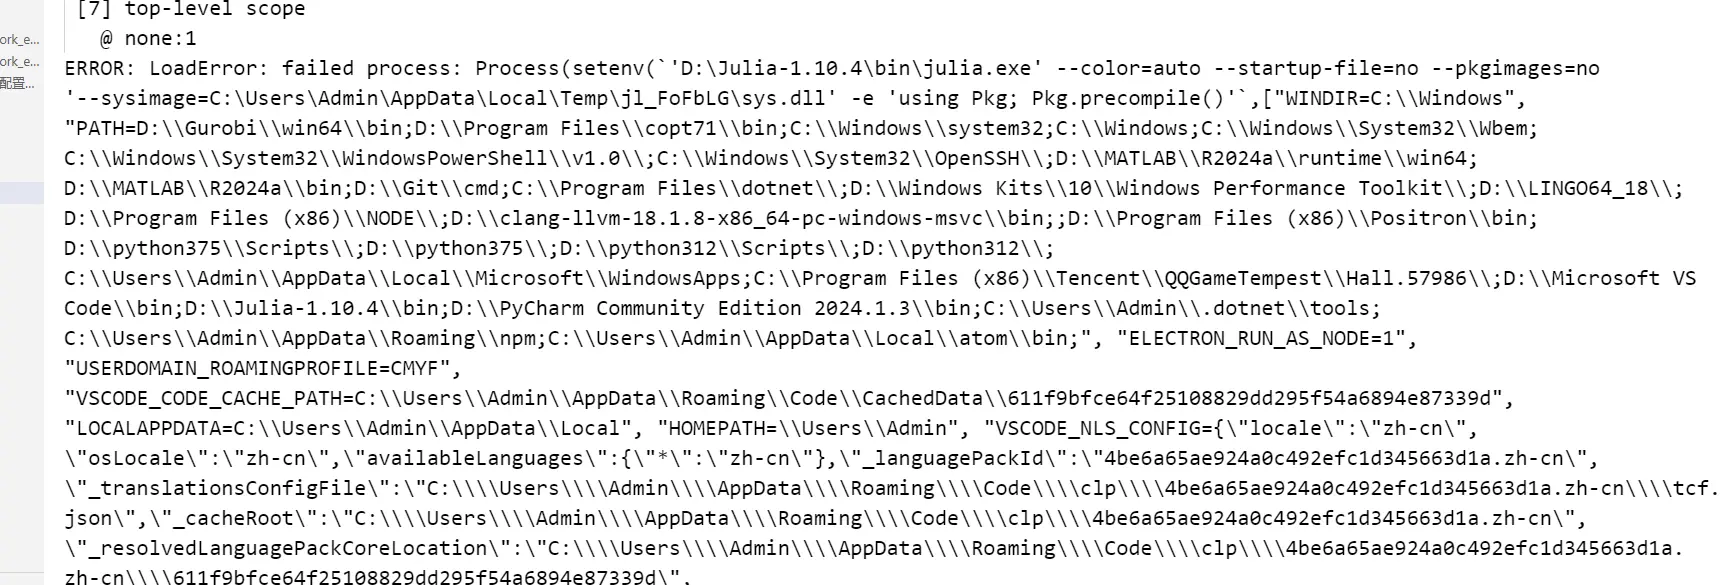 [7] top-level scope
@ none:1
ork_e...
ork_e...
配置...
ERROR: LoadError: failed process: Process(setenv(`'D:\Julia-1.10.4\bin\julia.exe' --color=auto --startup-file=no --pkgimages=no
'--sysimage=C:\Users\Admin\AppData\Local\Temp\jl_FoFbLG\sys.dll' -e 'using Pkg; Pkg.precompile()'`,["WINDIR=C:\\Windows",
"PATH=D:\\Gurobi\\win64\\bin;D:\\Program Files\\copt71\\bin;C:\\Windows\\system32;C:\\Windows;C:\\Windows\\System32\\Wbem;
C:\\Windows\\System32\\WindowsPowerShell\\v1.0\\;C:\\Windows\\System32\\OpenSSH\\;D:\\MATLAB\\R2024a\\runtime\\win64;
D:\\MATLAB\\R2024a\\bin;D:\\Git\\cmd;C:\\Program Files\\dotnet\\;D:\\Windows Kits\\10\\Windows Performance Toolkit\\;D:\\LINGO64_18\\;
D:\\Program Files (x86)\\NODE\\;D:\\clang-llvm-18.1.8-x86_64-pc-windows-msvc\\bin;;D:\\Program Files (x86)\\Positron\\bin;
D:\\python375\\Scripts\\;D:\\python375\\;D:\\python312\\Scripts\\;D:\\python312\\;
C:\\Users\\Admin\\AppData\\Local\\Microsoft\\WindowsApps;C:\\Program Files (x86)\\Tencent\\QQGameTempest\\Hall.57986\\;D:\\Microsoft VS
Code\\bin;D:\\Julia-1.10.4\\bin;D:\\PyCharm Community Edition 2024.1.3\\bin;C:\\Users\\Admin\\.dotnet\\tools;
C:\\Users\\Admin\\AppData\\Roaming\\npm;C:\\Users\\Admin\\AppData\\Local\\atom\\bin;", "ELECTRON_RUN_AS_NODE=1",
"USERDOMAIN_ROAMINGPROFILE=CMYF",
"VSCODE_CODE_CACHE_PATH=C:\\Users\\Admin\\AppData\\Roaming\\Code\\CachedData\\611f9bfce64f25108829dd295f54a6894e87339d",
"LOCALAPPDATA=C:\\Users\\Admin\\AppData\\Local", "HOMEPATH=\\Users\\Admin", "VSCODE_NLS_CONFIG={\"locale\":\"zh-cn\",
\"osLocale\":\"zh-cn\",\"availableLanguages\":{\"*\":\"zh-cn\"},\"_languagePackId\":\"4be6a65ae924a0c492efc1d345663d1a.zh-cn\",
\"_translationsConfigFile\":\"C:\\\\Users\\\\Admin\\\\AppData\\\\Roaming\\\\Code\\\\clp\\\\4be6a65ae924a0c492efc1d345663d1a.zh-cn\\\\tcf.
json\",\"_cacheRoot\":\"C:\\\\Users\\\\Admin\\\\AppData\\\\Roaming\\\\Code\\\\clp\\\\4be6a65ae924a0c492efc1d345663d1a.zh-cn\",
\"_resolvedLanguagePackCoreLocation\":\"C:\\\\Users\\\\Admin\\\\AppData\\\\Roaming\\\\Code\\\\clp\\\\4be6a65ae924a0c492efc1d345663d1a.
zh-cn\\\\611f9bfce64f25108829dd295f54a6894e87339d\",